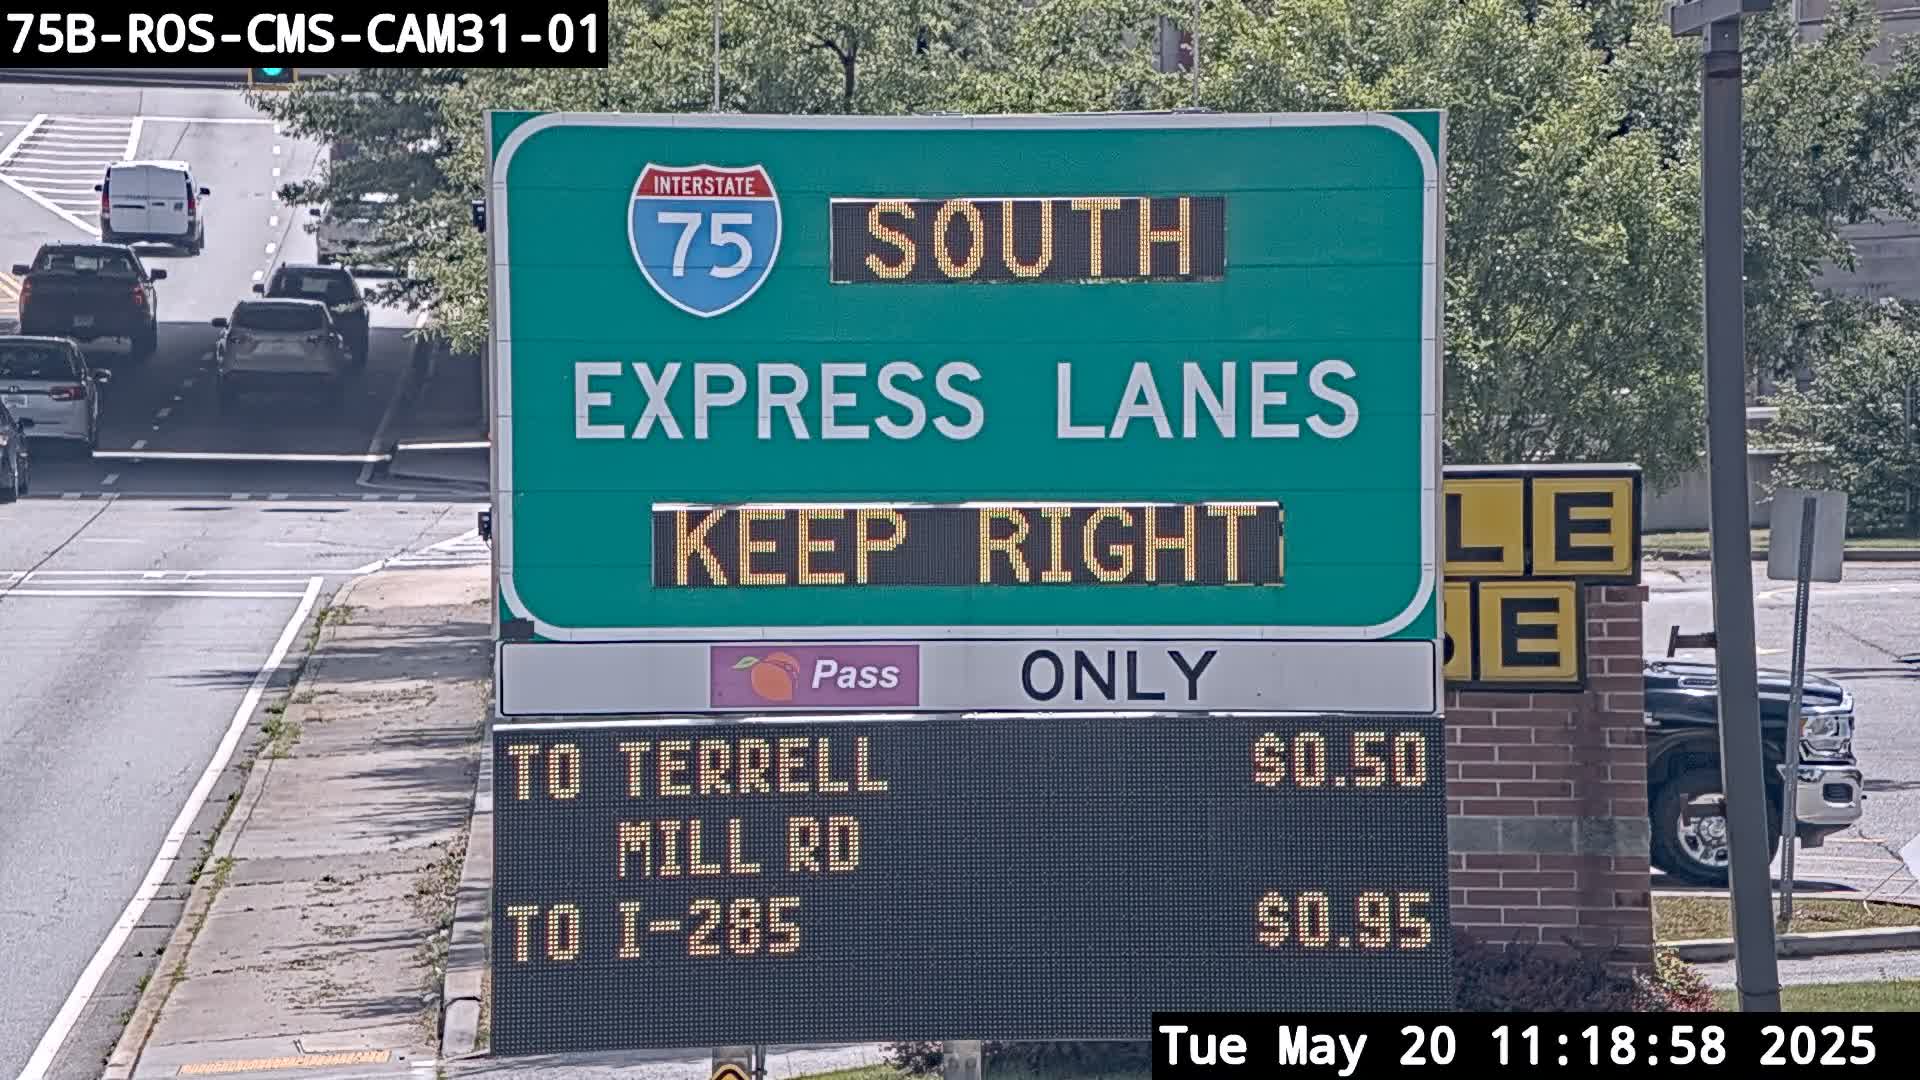 75B-ROS-CMS-CAM31-01
INTERSTATE
75
SOUTH
EXPRESS LANES
KEEP RIGHT
Pass ONLY
LE
E
TO TERRELL $0.50
MILL RD
TO I-285 $0.95
Tue May 20 11:18:58 2025